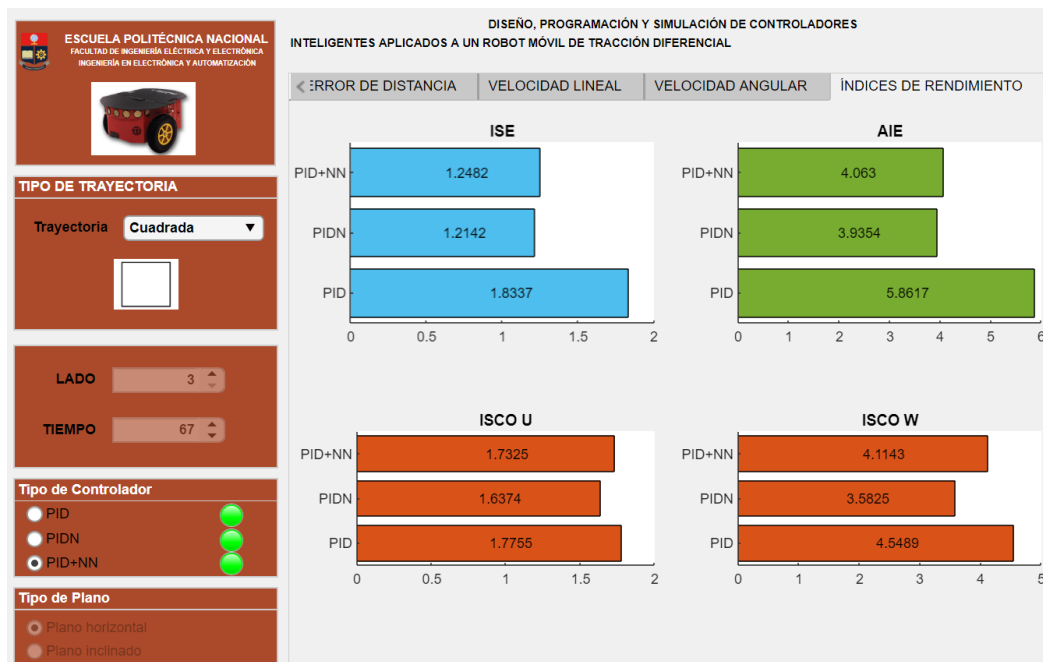 ESCUELA POLITÉCNICA NACIONAL
FACULTAD DE INGENIERÍA ELÉCTRICA Y ELECTRÓNICA
INGENIERÍA EN ELECTRÓNICA Y AUTOMATIZACIÓN
TIPO DE TRAYECTORIA
Trayectoria Cuadrada
LADO 3
TIEMPO 67
Tipo de Controlador
PID
PIDN
PID+NN
Tipo de Plano
Plano horizontal
Plano inclinado
DISEÑO, PROGRAMACIÓN Y SIMULACIÓN DE CONTROLADORES
INTELIGENTES APLICADOS A UN ROBOT MÓVIL DE TRACCIÓN DIFERENCIAL
ERROR DE DISTANCIA VELOCIDAD LINEAL VELOCIDAD ANGULAR ÍNDICES DE RENDIMIENTO
ISE
PID+NN 1.2482
PIDN 1.2142
PID 1.8337
0 0.5 1 1.5 2
AIE
PID+NN 4.063
PIDN 3.9354
PID 5.8617
0 1 2 3 4 5 6
ISCO U
PID+NN 1.7325
PIDN 1.6374
PID 1.7755
0 0.5 1 1.5 2
ISCO W
PID+NN 4.1143
PIDN 3.5825
PID 4.5489
0 1 2 3 4 5